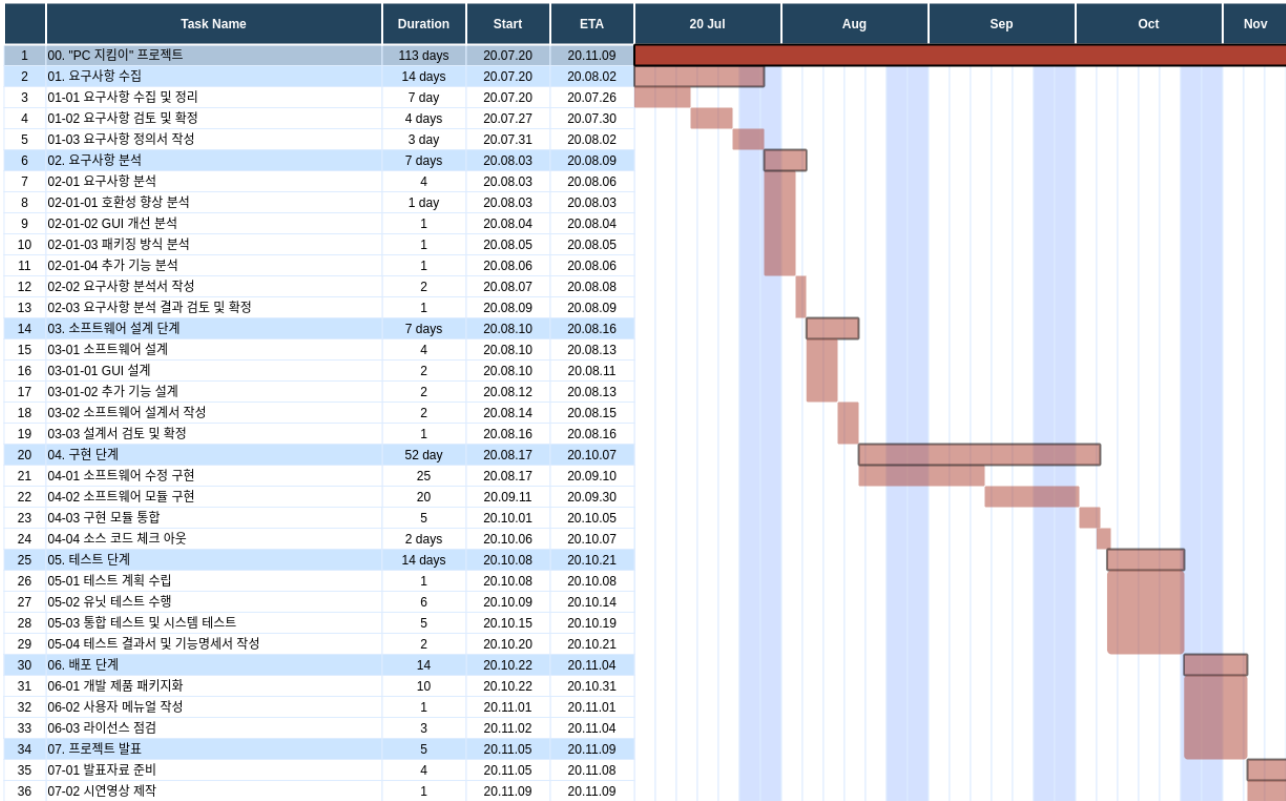 Task Name Duration Start ETA 20 Jul Aug Sep Oct Nov
1 00. "PC 지킴이" 프로젝트 113 days 20.07.20 20.11.09
2 01. 요구사항 수집 14 days 20.07.20 20.08.02
3 01-01 요구사항 수집 및 정리 7 day 20.07.20 20.07.26
4 01-02 요구사항 검토 및 확정 4 days 20.07.27 20.07.30
5 01-03 요구사항 정의서 작성 3 day 20.07.31 20.08.02
6 02. 요구사항 분석 7 days 20.08.03 20.08.09
7 02-01 요구사항 분석 4 20.08.03 20.08.06
8 02-01-01 호환성 향상 분석 1 day 20.08.03 20.08.03
9 02-01-02 GUI 개선 분석 1 20.08.04 20.08.04
10 02-01-03 패키징 방식 분석 1 20.08.05 20.08.05
11 02-01-04 추가 기능 분석 1 20.08.06 20.08.06
12 02-02 요구사항 분석서 작성 2 20.08.07 20.08.08
13 02-03 요구사항 분석 결과 검토 및 확정 1 20.08.09 20.08.09
14 03. 소프트웨어 설계 단계 7 days 20.08.10 20.08.16
15 03-01 소프트웨어 설계 4 20.08.10 20.08.13
16 03-01-01 GUI 설계 2 20.08.10 20.08.11
17 03-01-02 추가 기능 설계 2 20.08.12 20.08.13
18 03-02 소프트웨어 설계서 작성 2 20.08.14 20.08.15
19 03-03 설계서 검토 및 확정 1 20.08.16 20.08.16
20 04. 구현 단계 52 day 20.08.17 20.10.07
21 04-01 소프트웨어 수정 구현 25 20.08.17 20.09.10
22 04-02 소프트웨어 모듈 구현 20 20.09.11 20.09.30
23 04-03 구현 모듈 통합 5 20.10.01 20.10.05
24 04-04 소스 코드 체크 아웃 2 days 20.10.06 20.10.07
25 05. 테스트 단계 14 days 20.10.08 20.10.21
26 05-01 테스트 계획 수립 1 20.10.08 20.10.08
27 05-02 유닛 테스트 수행 6 20.10.09 20.10.14
28 05-03 통합 테스트 및 시스템 테스트 5 20.10.15 20.10.19
29 05-04 테스트 결과서 및 기능명세서 작성 2 20.10.20 20.10.21
30 06. 배포 단계 14 20.10.22 20.11.04
31 06-01 개발 제품 패키지화 10 20.10.22 20.10.31
32 06-02 사용자 메뉴얼 작성 1 20.11.01 20.11.01
33 06-03 라이선스 점검 3 20.11.02 20.11.04
34 07. 프로젝트 발표 5 20.11.05 20.11.09
35 07-01 발표자료 준비 4 20.11.05 20.11.08
36 07-02 시연영상 제작 1 20.11.09 20.11.09